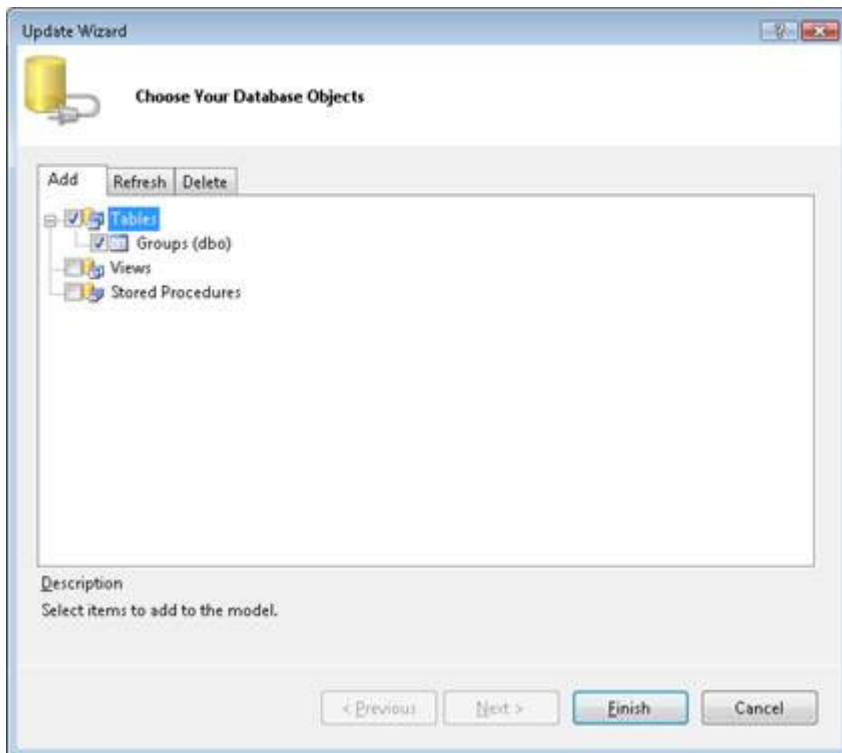 Update Wizard
Choose Your Database Objects
Add Refresh Delete
Tables
Groups (dbo)
Views
Stored Procedures
Description
Select items to add to the model.
< Previous Next > Finish Cancel